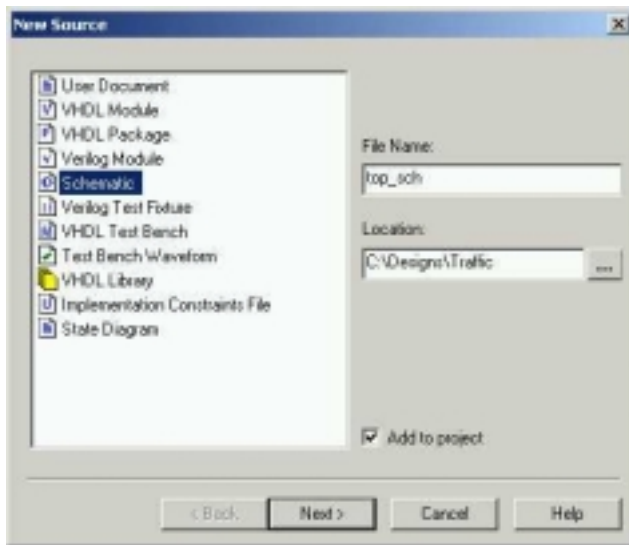 New Source
User Document
VHDL Module
VHDL Package
Verilog Module
Schematic
Verilog Test Fixture
VHDL Test Bench
Test Bench Waveform
VHDL Library
Implementation Constraints File
State Diagram
File Name:
top_sch
Location:
C:\Designs\Traffic
...
Add to project
< Back
Next >
Cancel
Help